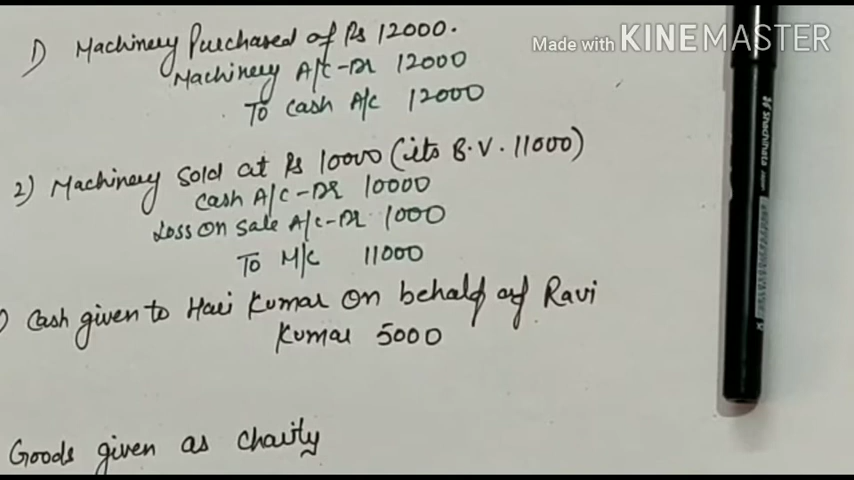 Made with KINEMASTER
1) Machinery Purchased of Rs 12000.
Machinery A/c-Dr 12000
To Cash A/c 12000
2) Machinery Sold at Rs 10000 (its B.V. 11000)
Cash A/c-Dr 10000
Loss on Sale A/c-Dr 1000
To M/c 11000
) Cash given to Hari Kumar on behalf of Ravi
Kumar 5000
Goods given as charity
Shachihata